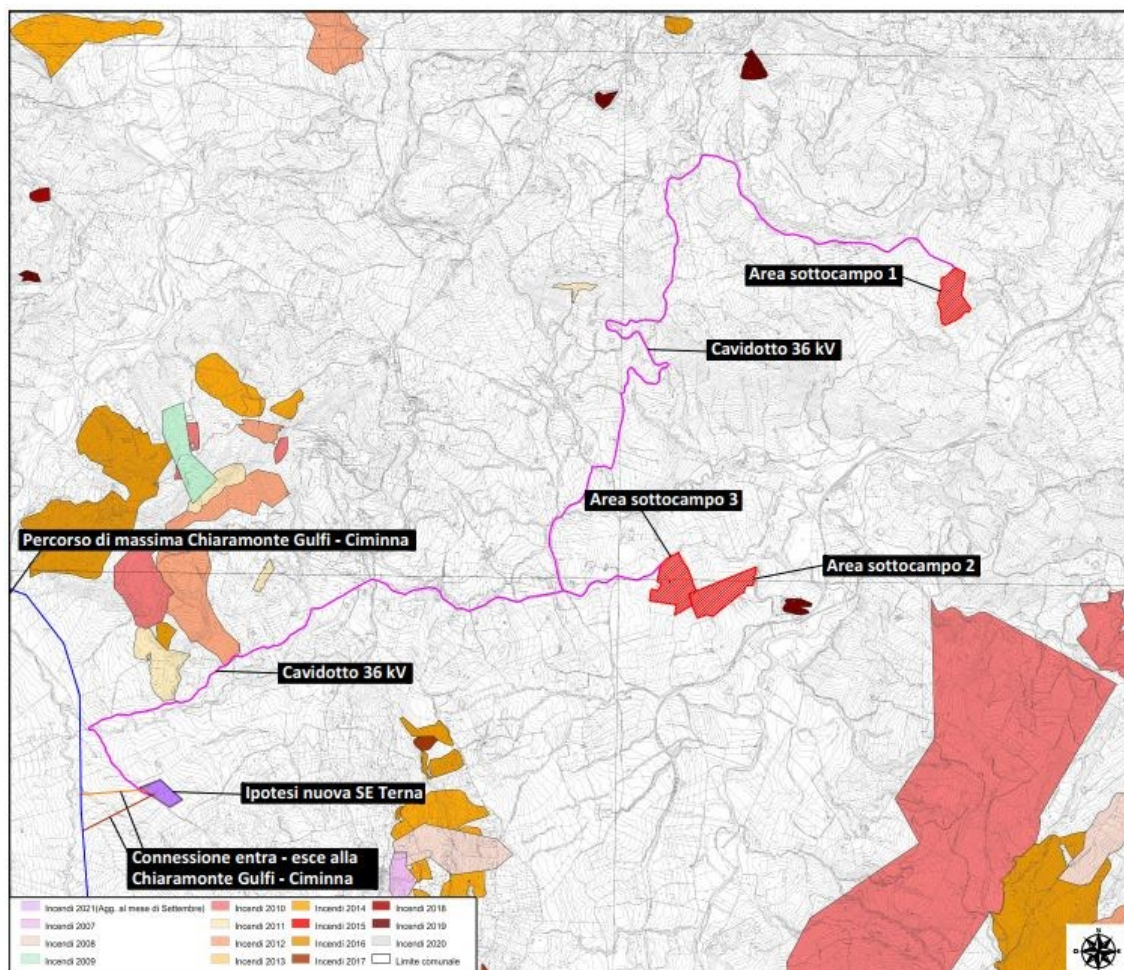 Area sottocampo 1
Cavidotto 36 kV
Area sottocampo 3
Percorso di massima Chiaramonte Gulfi - Ciminna
Area sottocampo 2
Cavidotto 36 kV
Ipotesi nuova SE Terna
Connessione entra - esce alla
Chiaramonte Gulfi - Ciminna
Incendi 2021(Agg. al mese di Settembre)
Incendi 2007
Incendi 2008
Incendi 2009
Incendi 2010
Incendi 2011
Incendi 2012
Incendi 2013
Incendi 2014
Incendi 2015
Incendi 2016
Incendi 2017
Incendi 2018
Incendi 2019
Incendi 2020
Limite comunale
N
O
E
S